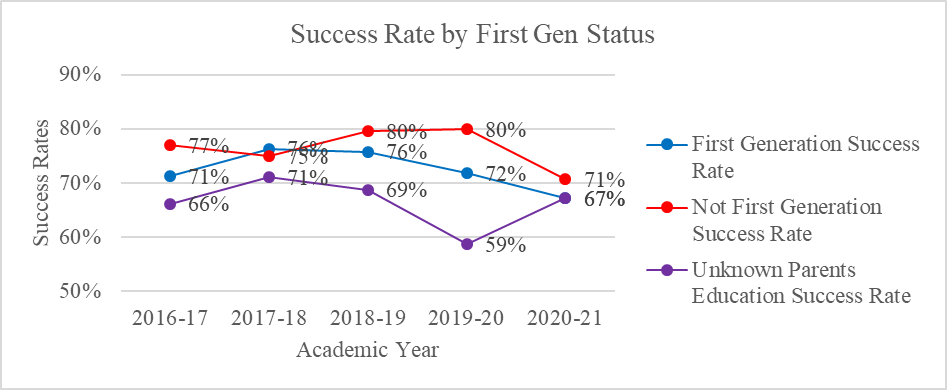 Success Rate by First Gen Status
90%
80%
70%
60%
50%
Success Rates
77%
75%
80%
80%
71%
71%
76%
76%
72%
67%
66%
71%
69%
59%
67%
2016-17 2017-18 2018-19 2019-20 2020-21
Academic Year
First Generation Success
Rate
Not First Generation
Success Rate
Unknown Parents
Education Success Rate